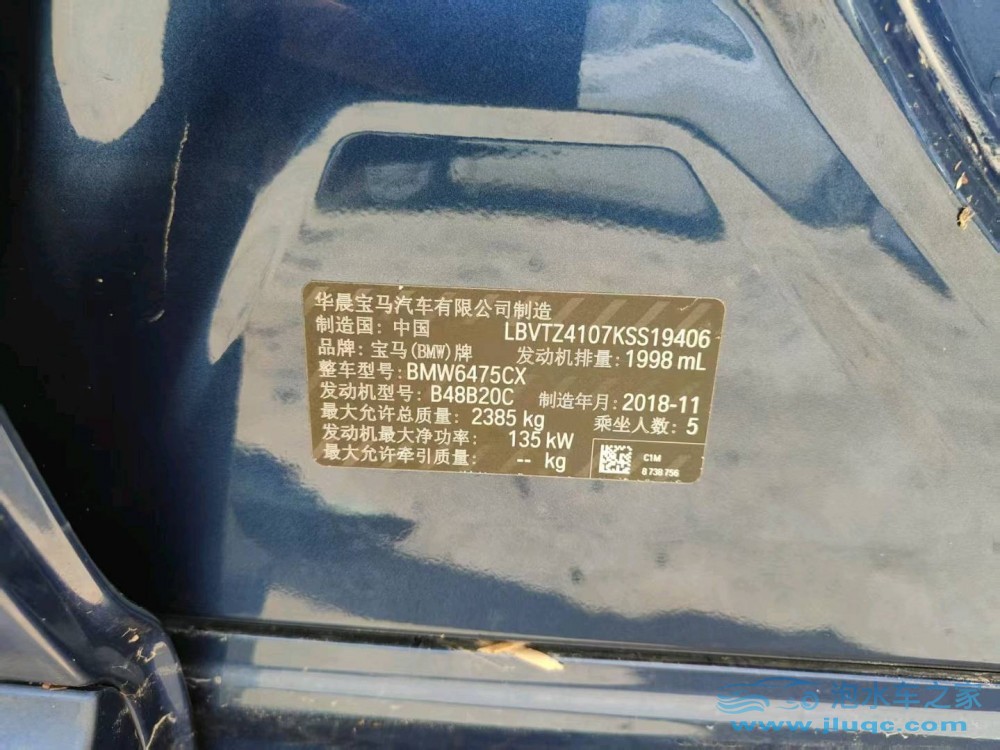 华晨宝马汽车有限公司制造
制造国: 中国 LBVTZ4107KSS19406
品牌: 宝马(BMW)牌 发动机排量: 1998 mL
整车型号: BMW6475CX
发动机型号: B48B20C 制造年月: 2018-11
最大允许总质量: 2385 kg 乘坐人数: 5
发动机最大净功率: 135 kW
最大允许牵引质量: -- kg
C1M
8 738 756
泡水车之家
www.jluqc.com